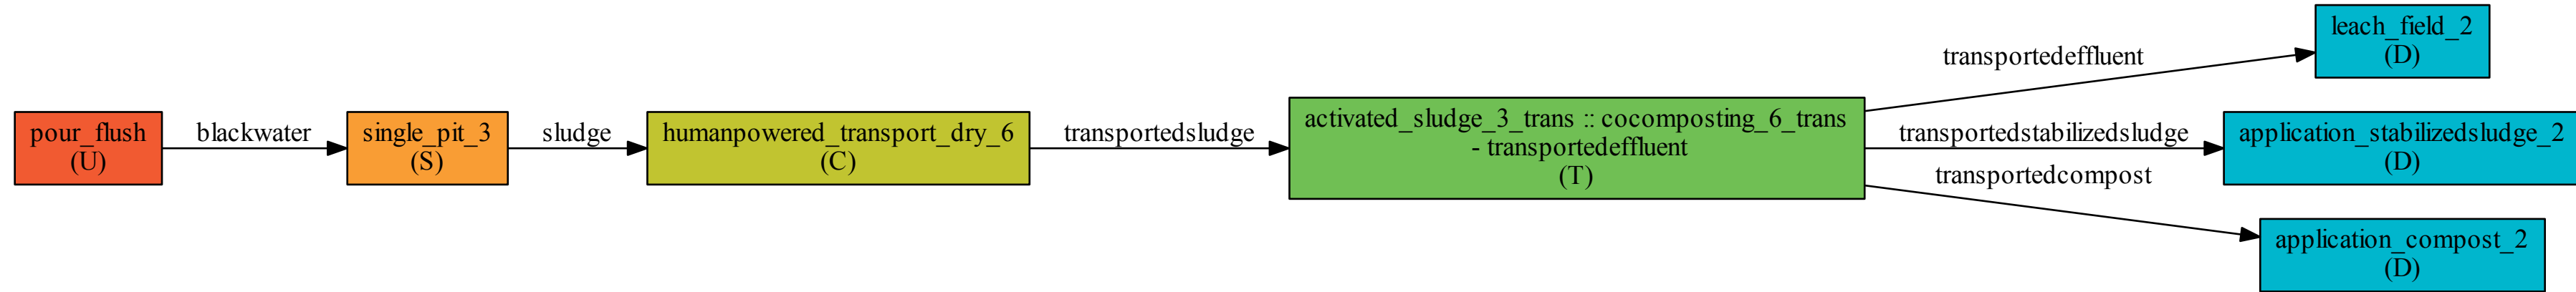 pour_flush
(U)
blackwater
single_pit_3
(S)
sludge
humanpowered_transport_dry_6
(C)
transportedsludge
activated_sludge_3_trans :: cocomposting_6_trans
- transportedeffluent
(T)
transportedeffluent
leach_field_2
(D)
transportedstabilizedsludge
application_stabilizedsludge_2
(D)
transportedcompost
application_compost_2
(D)